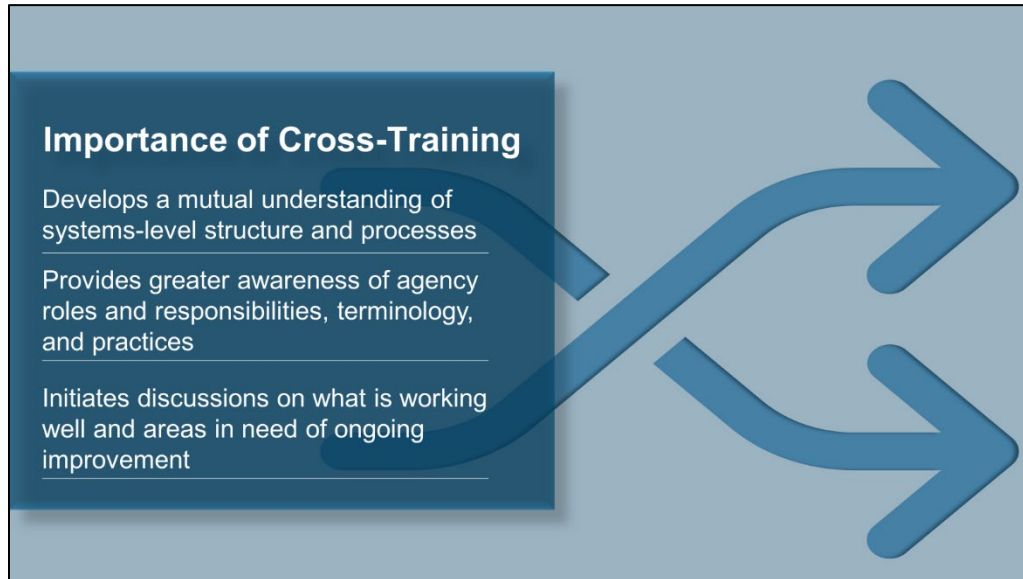 Importance of Cross-Training
Develops a mutual understanding of
systems-level structure and processes
Provides greater awareness of agency
roles and responsibilities, terminology,
and practices
Initiates discussions on what is working
well and areas in need of ongoing
improvement